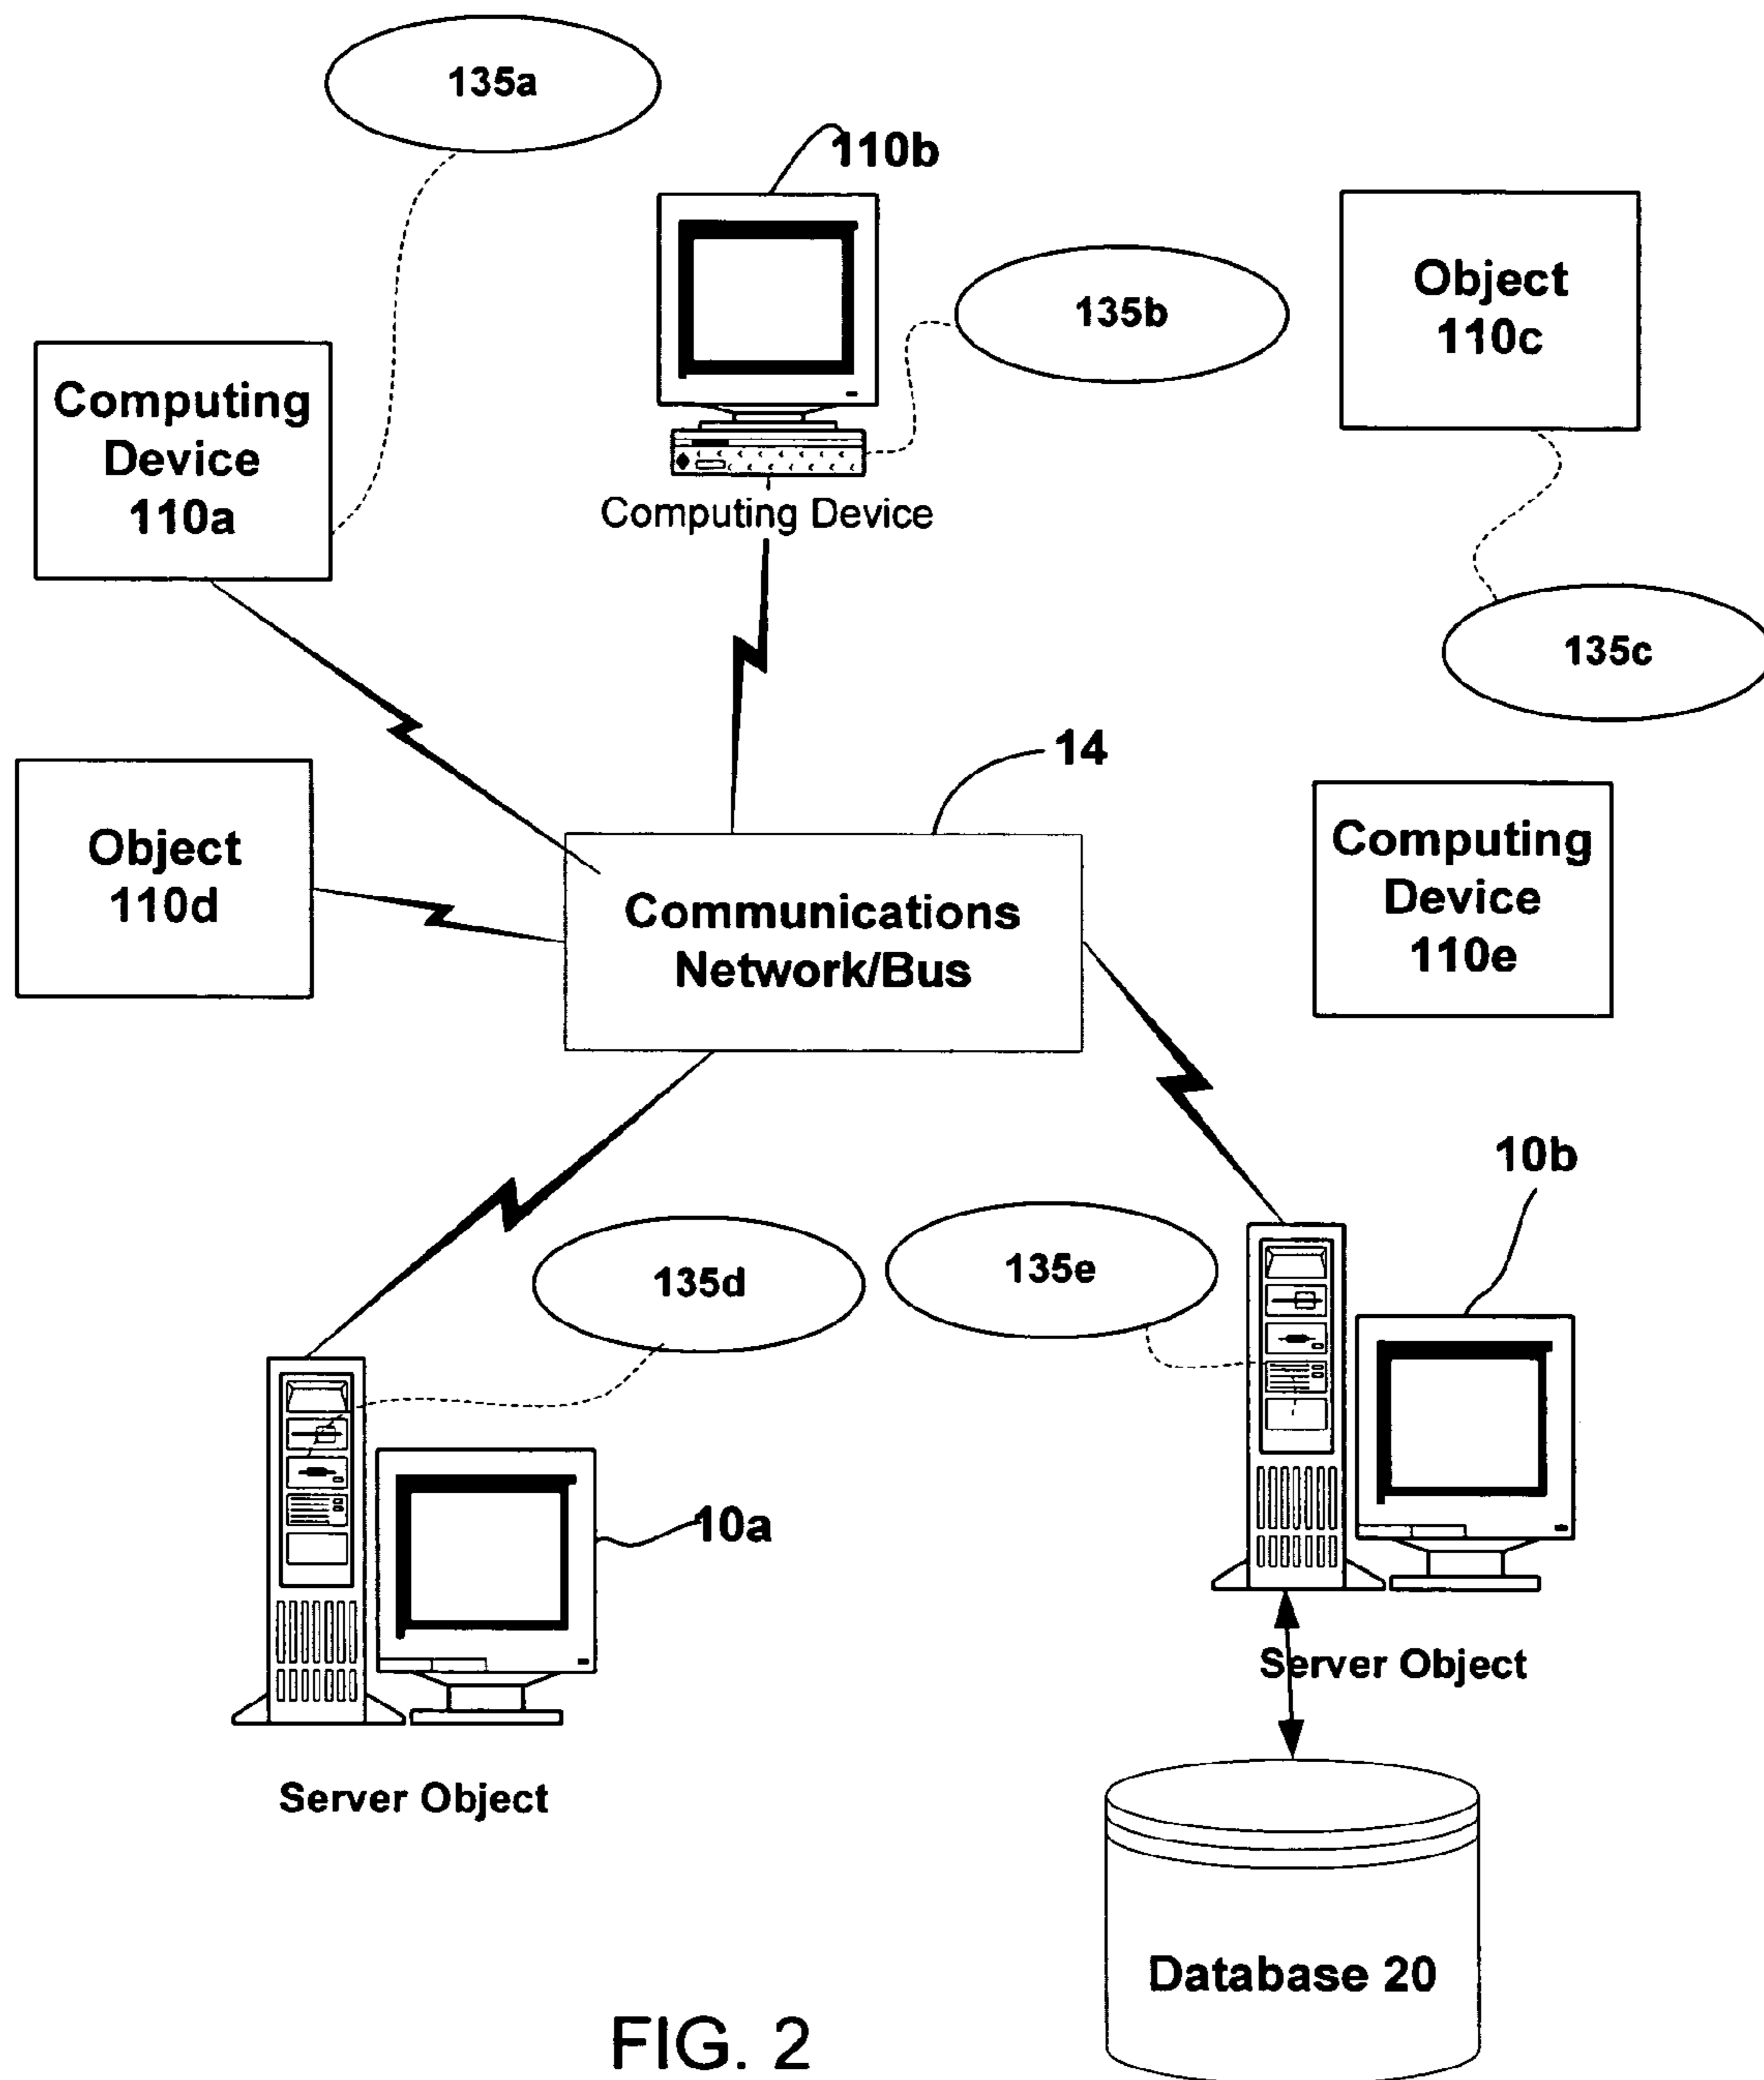 135a
110b
Object
110c
135b
Computing
Device
110a
Computing Device
135c
14
Object
110d
Computing
Device
110e
Communications
Network/Bus
10b
135d
135e
10a
Server Object
Server Object
Database 20
FIG. 2